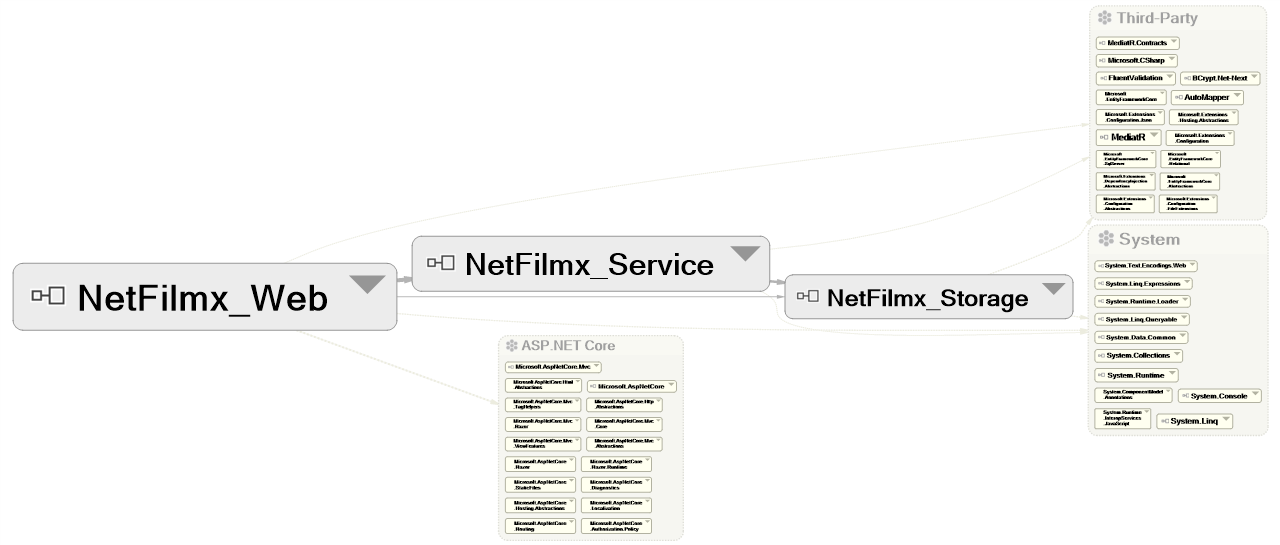 Third-Party
MediatR.Contracts
Microsoft.CSharp
FluentValidation
BCrypt.Net-Next
Microsoft
.EntityFrameworkCore
AutoMapper
Microsoft.Extensions
.Configuration.Json
Microsoft.Extensions
.Hosting.Abstractions
MediatR
Microsoft.Extensions
.Configuration
Microsoft
.EntityFrameworkCore
.SqlServer
Microsoft
.EntityFrameworkCore
.Relational
Microsoft.Extensions
.DependencyInjection
.Abstractions
Microsoft
.EntityFrameworkCore
.Abstractions
Microsoft.Extensions
.Configuration
.Abstractions
Microsoft.Extensions
.Configuration
.FileExtensions
NetFilmx_Web
NetFilmx_Service
NetFilmx_Storage
System
System.Text.Encodings.Web
System.Linq.Expressions
System.Runtime.Loader
System.Linq.Queryable
System.Data.Common
System.Collections
System.Runtime
System.ComponentModel
.Annotations
System.Console
System.Runtime
.InteropServices
.JavaScript
System.Linq
ASP.NET Core
Microsoft.AspNetCore.Mvc
Microsoft.AspNetCore.Html
.Abstractions
Microsoft.AspNetCore
Microsoft.AspNetCore.Mvc
.TagHelpers
Microsoft.AspNetCore.Http
.Abstractions
Microsoft.AspNetCore.Mvc
.Razor
Microsoft.AspNetCore.Mvc
.Core
Microsoft.AspNetCore.Mvc
.ViewFeatures
Microsoft.AspNetCore.Mvc
.Abstractions
Microsoft.AspNetCore
.Razor
Microsoft.AspNetCore
.Razor.Runtime
Microsoft.AspNetCore
.StaticFiles
Microsoft.AspNetCore
.Diagnostics
Microsoft.AspNetCore
.Hosting.Abstractions
Microsoft.AspNetCore
.Localization
Microsoft.AspNetCore
.Routing
Microsoft.AspNetCore
.Authorization.Policy